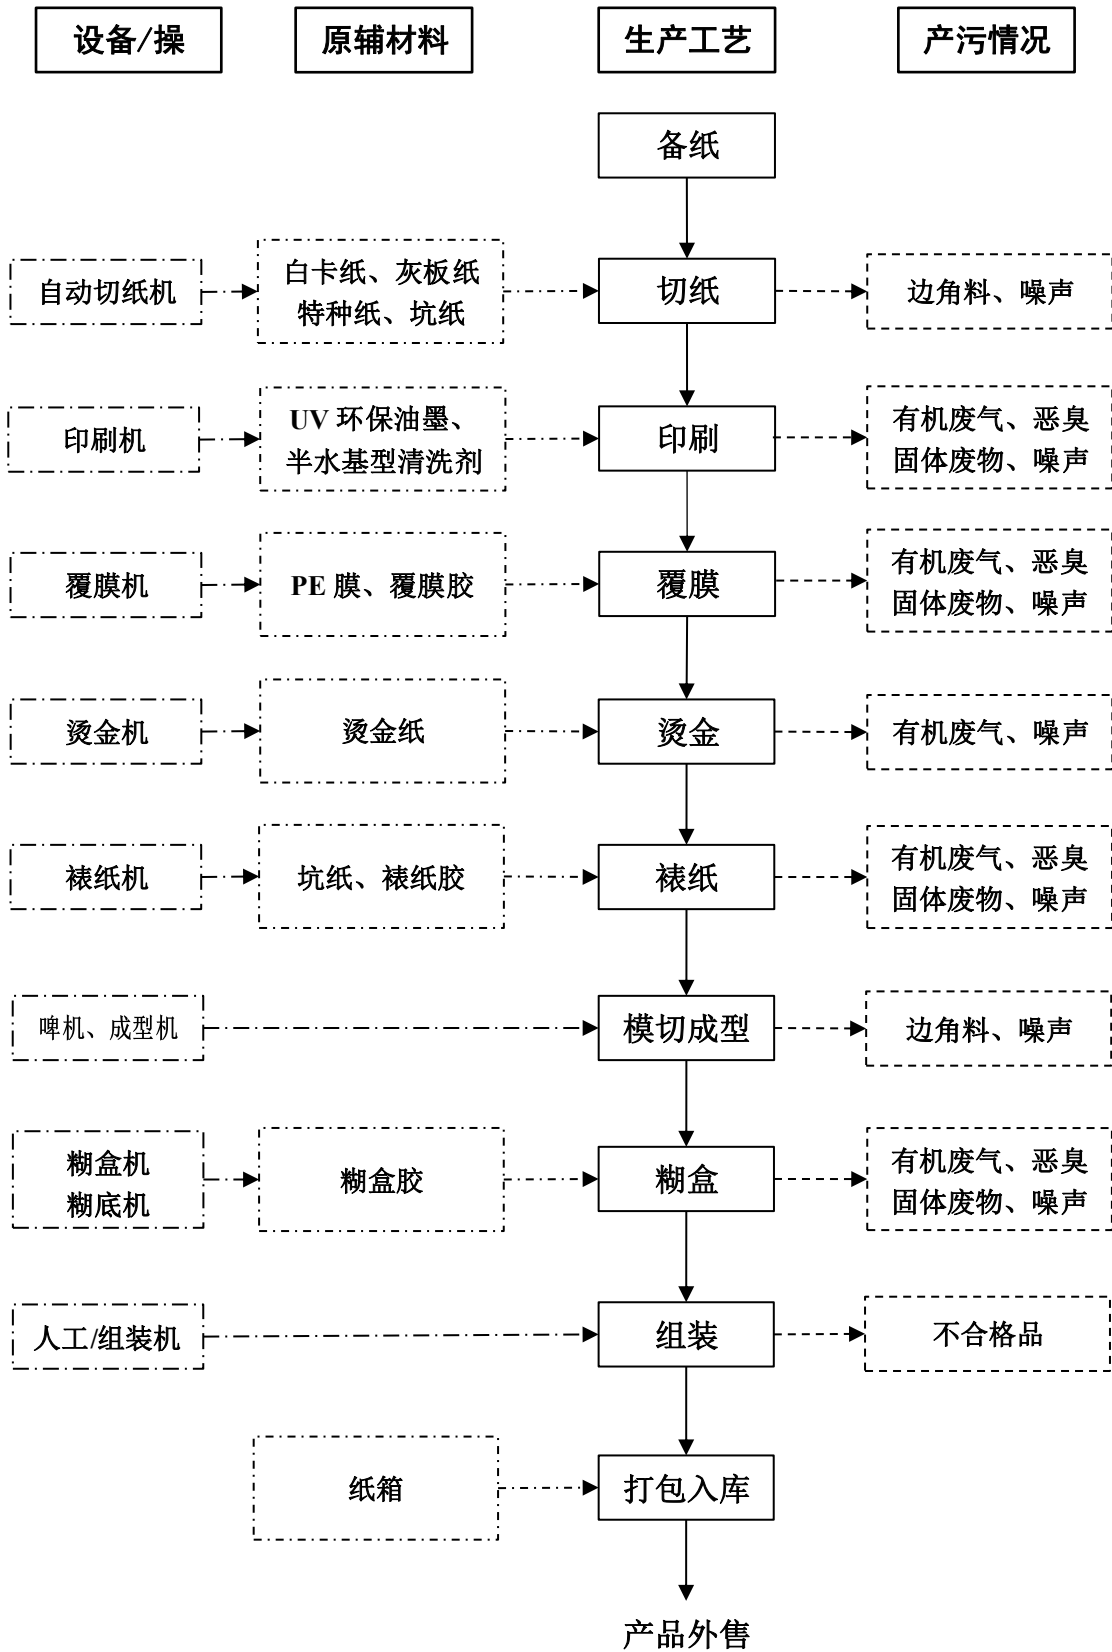 设备/操
原辅材料
生产工艺
产污情况
备纸
自动切纸机
白卡纸、灰板纸
特种纸、坑纸
切纸
边角料、噪声
印刷机
UV 环保油墨、
半水基型清洗剂
印刷
有机废气、恶臭
固体废物、噪声
覆膜机
PE 膜、覆膜胶
覆膜
有机废气、恶臭
固体废物、噪声
烫金机
烫金纸
烫金
有机废气、噪声
裱纸机
坑纸、裱纸胶
裱纸
有机废气、恶臭
固体废物、噪声
啤机、成型机
模切成型
边角料、噪声
糊盒机
糊底机
糊盒胶
糊盒
有机废气、恶臭
固体废物、噪声
人工/组装机
组装
不合格品
纸箱
打包入库
产品外售